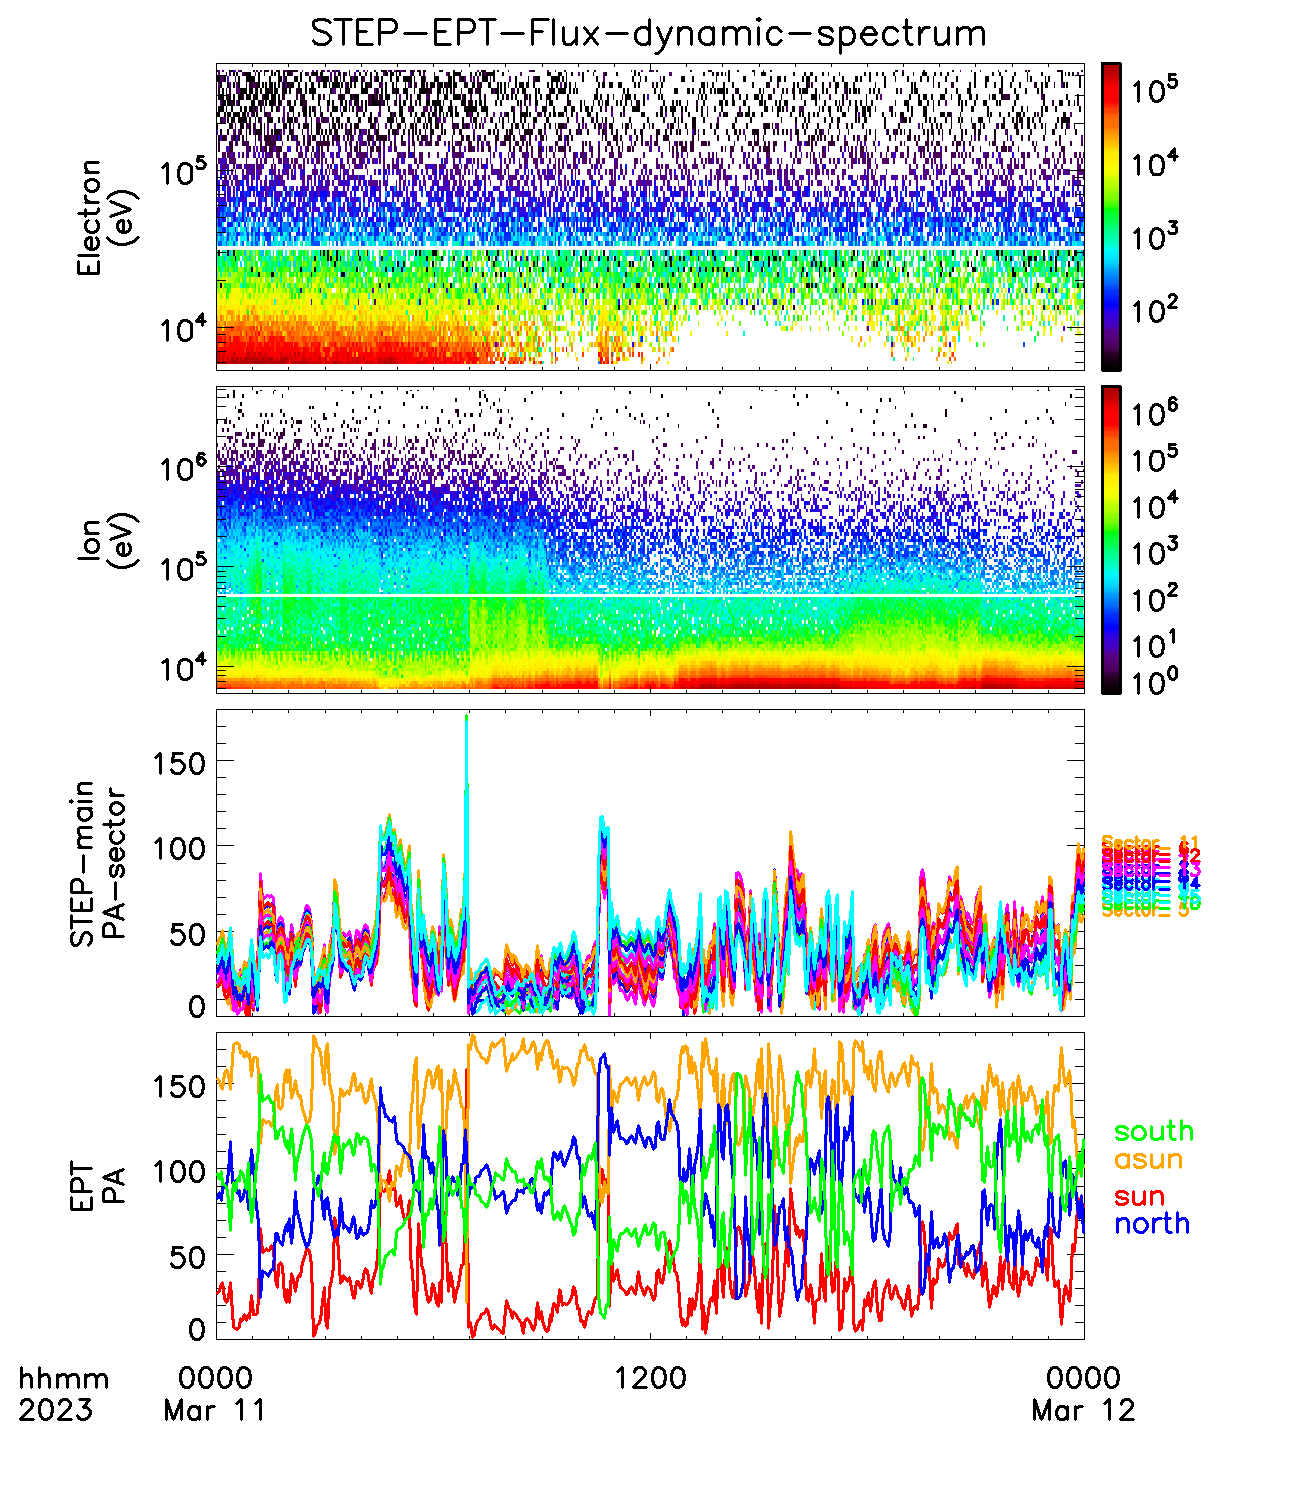 STEP-EPT-Flux-dynamic-spectrum
Electron
(eV)
10^5
10^4
10^5
10^4
10^3
10^2
Ion
(eV)
10^6
10^5
10^4
10^6
10^5
10^4
10^3
10^2
10^1
10^0
STEP-main
PA-sector
150
100
50
0
Sector- 11
EPT
PA
150
100
50
0
south
asun
sun
north
hhmm
2023
0000
Mar 11
1200
0000
Mar 12